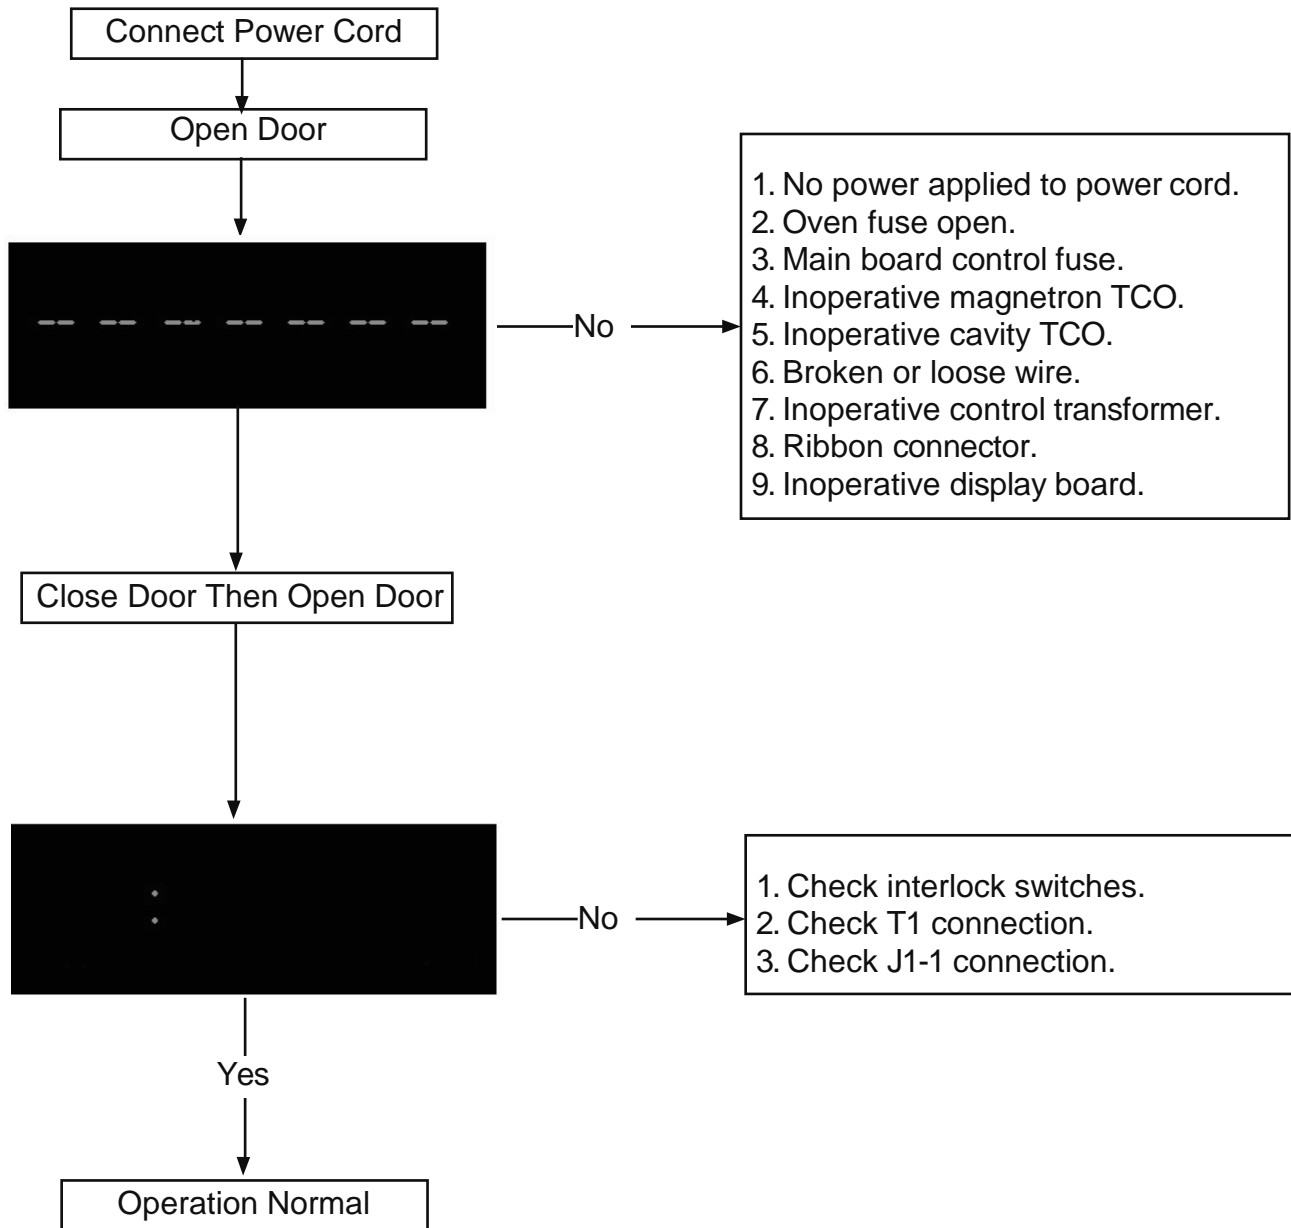 Connect Power Cord
Open Door
No
1. No power applied to power cord.
2. Oven fuse open.
3. Main board control fuse.
4. Inoperative magnetron TCO.
5. Inoperative cavity TCO.
6. Broken or loose wire.
7. Inoperative control transformer.
8. Ribbon connector.
9. Inoperative display board.
Close Door Then Open Door
:
No
1. Check interlock switches.
2. Check T1 connection.
3. Check J1-1 connection.
Yes
Operation Normal